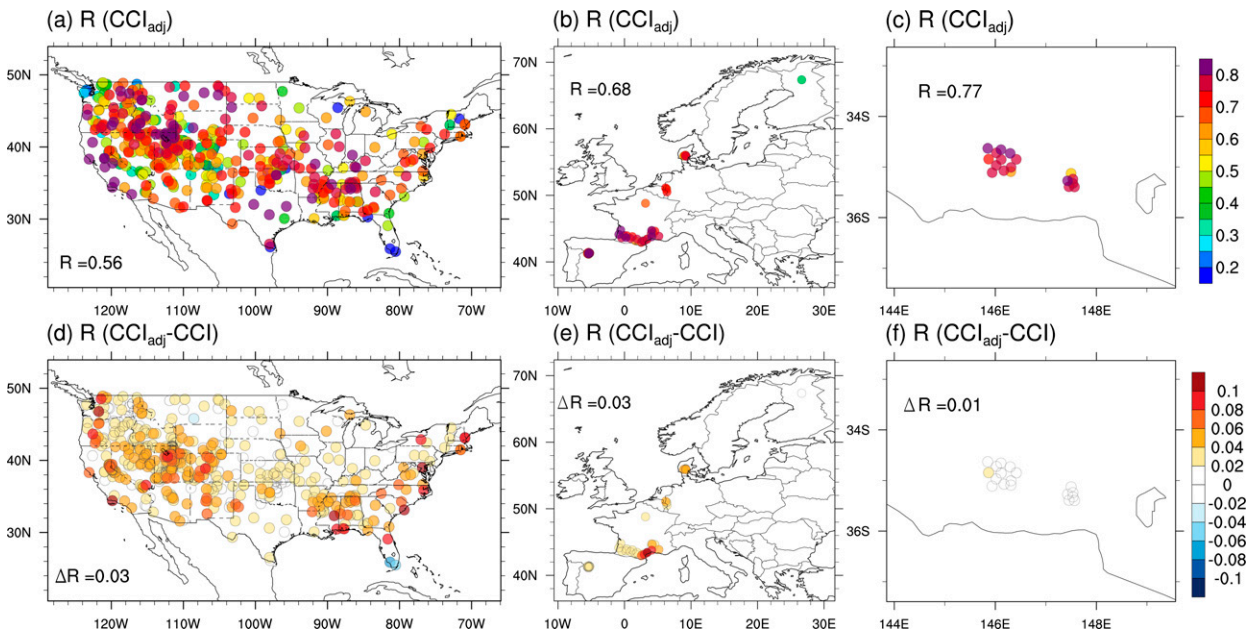 (a) R (CCIadj)
(b) R (CCIadj)
(c) R (CCIadj)
50N
40N
30N
R =0.56
120W 110W 100W 90W 80W 70W
70N
60N
50N
40N
R =0.68
10W 0 10E 20E 30E
34S
36S
R =0.77
144E 146E 148E
0.8
0.7
0.6
0.5
0.4
0.3
0.2
(d) R (CCIadj-CCI)
(e) R (CCIadj-CCI)
(f) R (CCIadj-CCI)
50N
40N
30N
ΔR =0.03
120W 110W 100W 90W 80W 70W
70N
60N
50N
40N
ΔR =0.03
10W 0 10E 20E 30E
34S
36S
ΔR =0.01
144E 146E 148E
0.1
0.08
0.06
0.04
0.02
0
-0.02
-0.04
-0.06
-0.08
-0.1